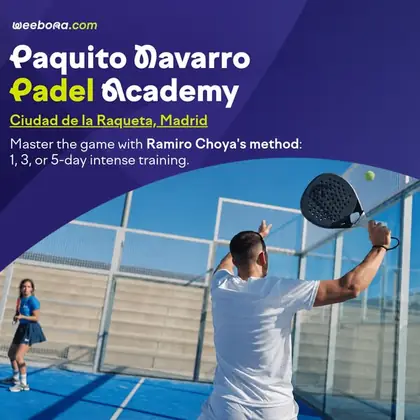 weebora.com
Paquito Navarro
Padel Academy
Ciudad de la Raqueta, Madrid
Master the game with Ramiro Choya's method:
1, 3, or 5-day intense training.